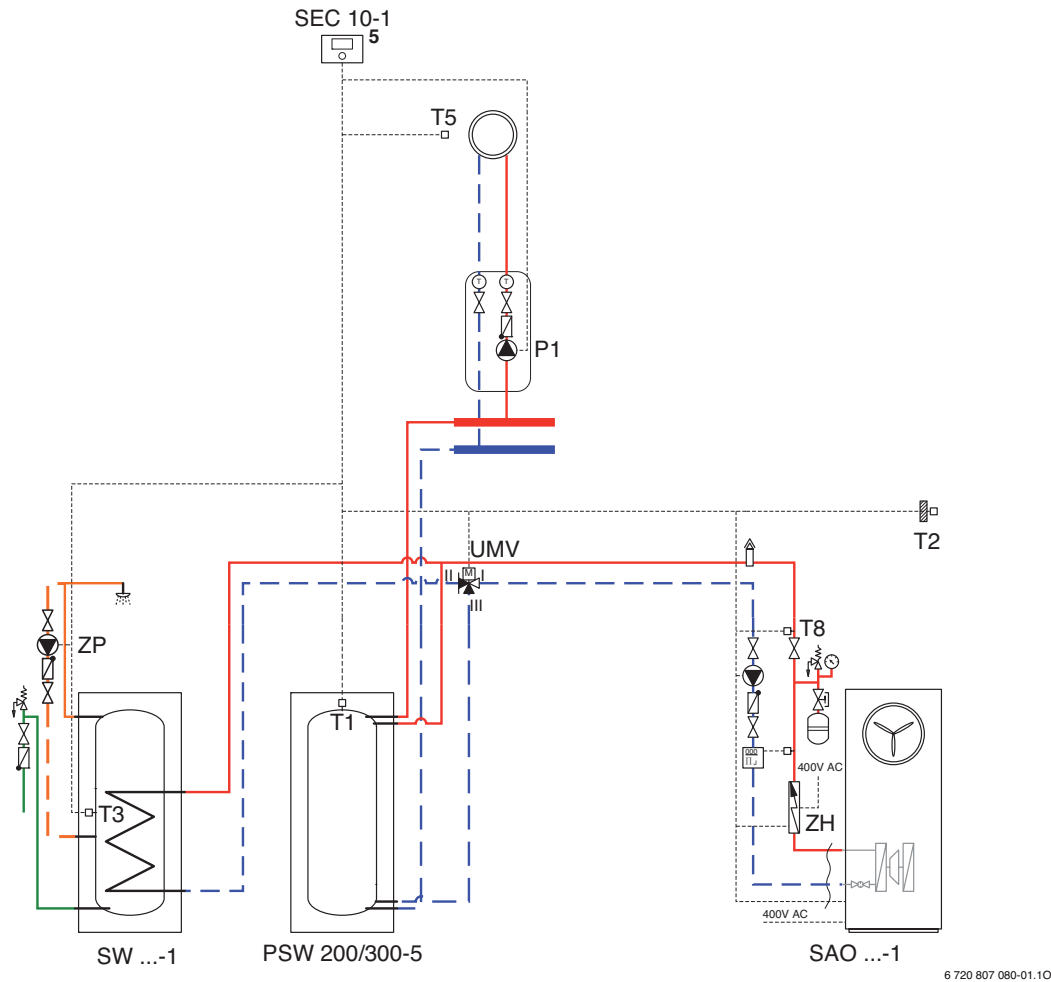 SEC 10-1
5
T5
T
T
P1
T2
UMV
M
II
I
III
T8
ZP
T1
400V AC
T3
ZH
400V AC
SW ...-1
PSW 200/300-5
SAO ...-1
6 720 807 080-01.1O